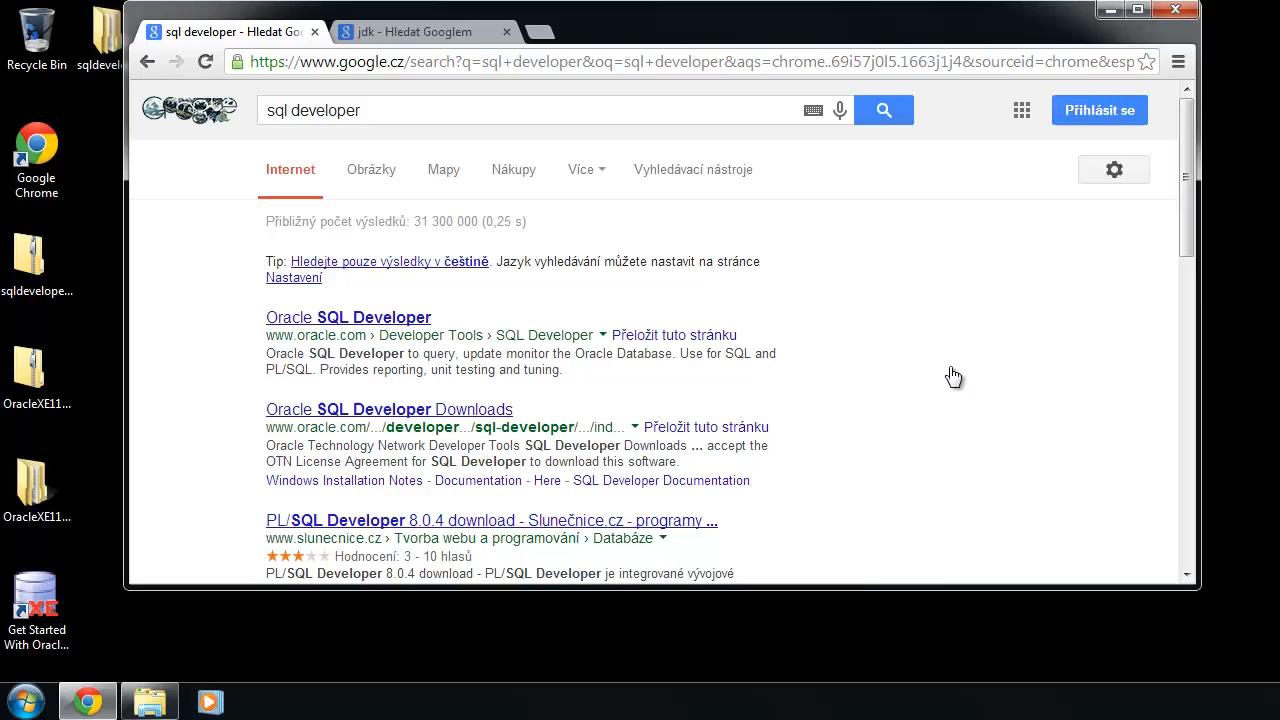 Recycle Bin
sqldevel
Google Chrome
sqldevelope...
OracleXE11...
OracleXE11...
Get Started With Oracl...
sql developer - Hledat Go
jdk - Hledat Googlem
https://www.google.cz/search?q=sql+developer&oq=sql+developer&aqs=chrome..69i57j0l5.1663j1j4&sourceid=chrome&esp
sql developer
Přihlásit se
Internet Obrázky Mapy Nákupy Více Vyhledávací nástroje
Přibližný počet výsledků: 31 300 000 (0,25 s)
Tip: Hledejte pouze výsledky v češtině. Jazyk vyhledávání můžete nastavit na stránce
Nastavení
Oracle SQL Developer
www.oracle.com › Developer Tools › SQL Developer Přeložit tuto stránku
Oracle SQL Developer to query, update monitor the Oracle Database. Use for SQL and
PL/SQL. Provides reporting, unit testing and tuning.
Oracle SQL Developer Downloads
www.oracle.com/.../developer.../sql-developer/.../ind... Přeložit tuto stránku
Oracle Technology Network Developer Tools SQL Developer Downloads ... accept the
OTN License Agreement for SQL Developer to download this software.
Windows Installation Notes - Documentation - Here - SQL Developer Documentation
PL/SQL Developer 8.0.4 download - Slunečnice.cz - programy ...
www.slunecnice.cz › Tvorba webu a programování › Databáze
Hodnocení: 3 - 10 hlasů
PL/SQL Developer 8.0.4 download - PL/SQL Developer je integrované vývojové
XE